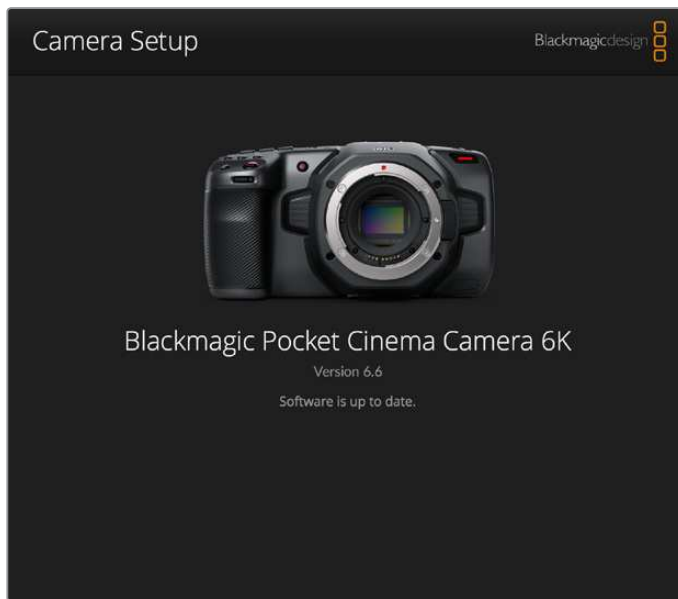 Camera Setup
Blackmagicdesign
Blackmagic Pocket Cinema Camera 6K
Version 6.6
Software is up to date.